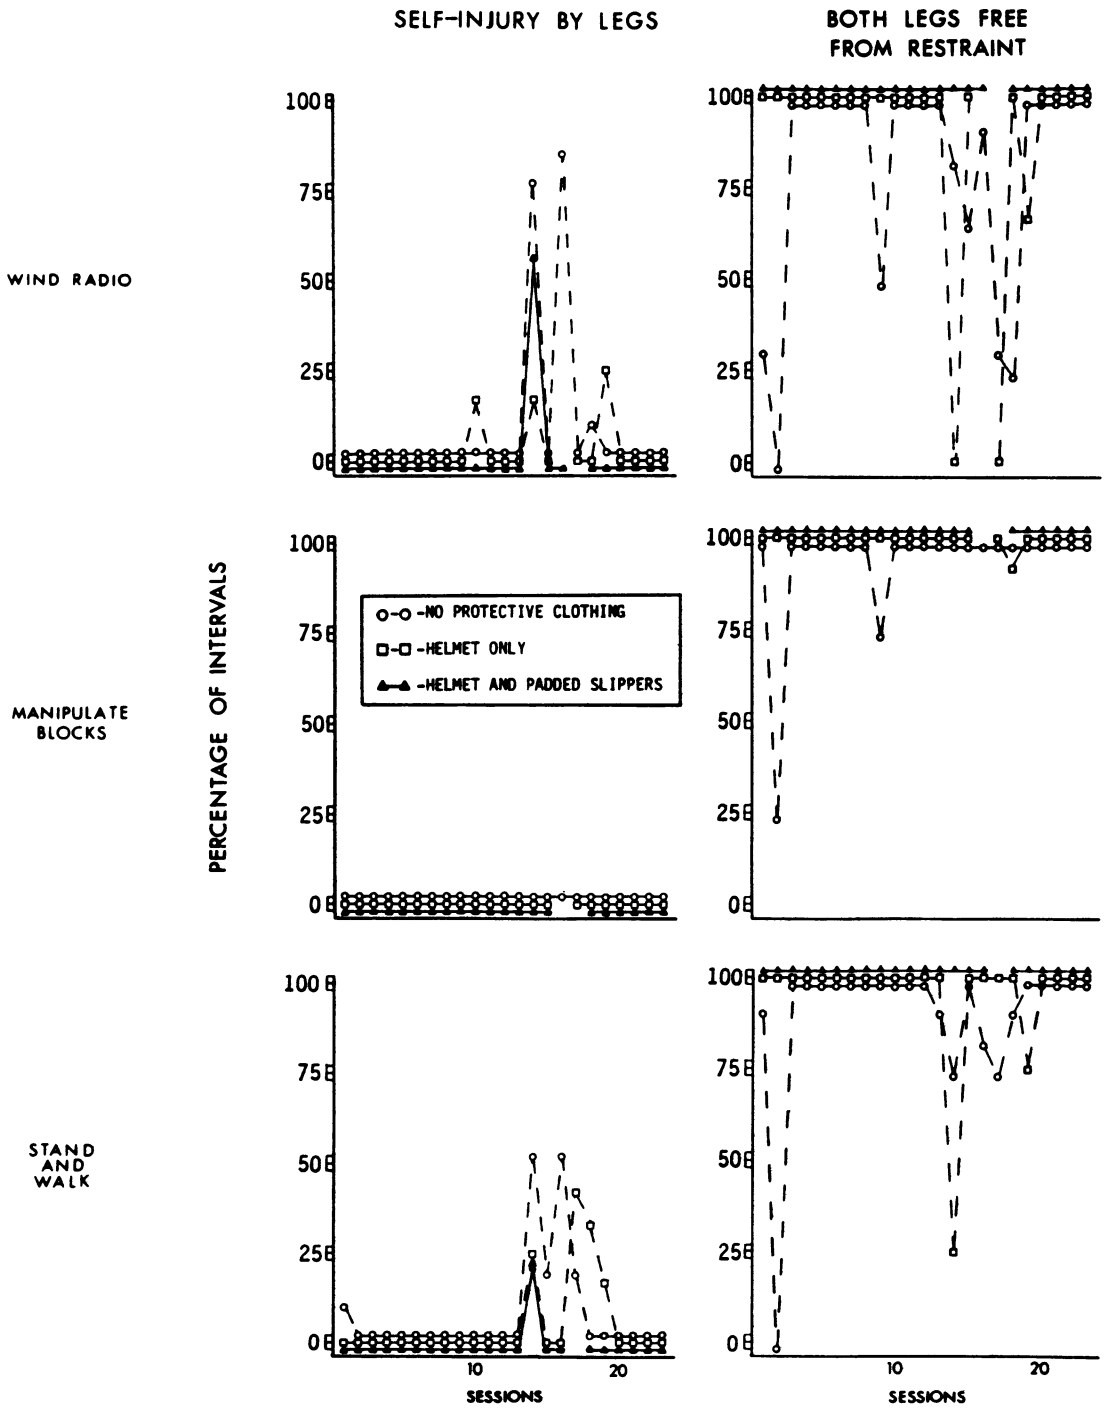 SELF-INJURY BY LEGS
BOTH LEGS FREE
FROM RESTRAINT
WIND RADIO
100
75
50
25
0
100
75
50
25
0
MANIPULATE
BLOCKS
PERCENTAGE OF INTERVALS
100
75
50
25
0
-NO PROTECTIVE CLOTHING
-HELMET ONLY
-HELMET AND PADDED SLIPPERS
100
75
50
25
0
STAND
AND
WALK
100
75
50
25
0
10
20
SESSIONS
100
75
50
25
0
10
20
SESSIONS